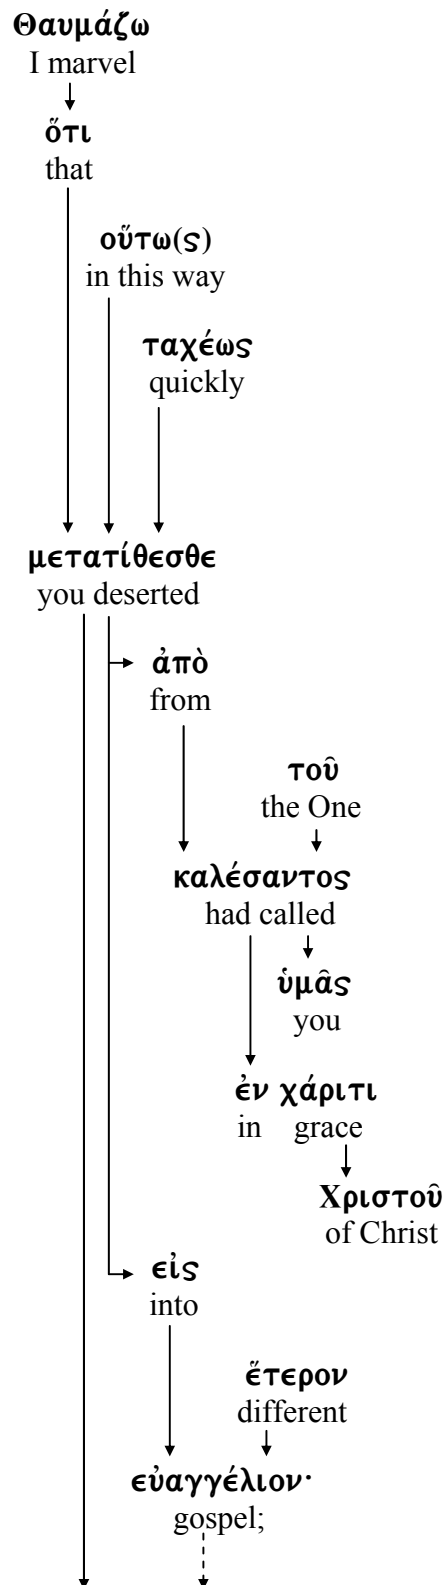 Θαυμάζω
I marvel
ὅτι
that
οὕτω(ς)
in this way
ταχέως
quickly
μετατίθεσθε
you deserted
ἀπὸ
from
τοῦ
the One
καλέσαντος
had called
ὑμᾶς
you
ἐν χάριτι
in grace
Χριστοῦ
of Christ
εἰς
into
ἕτερον
different
εὐαγγέλιον·
gospel;